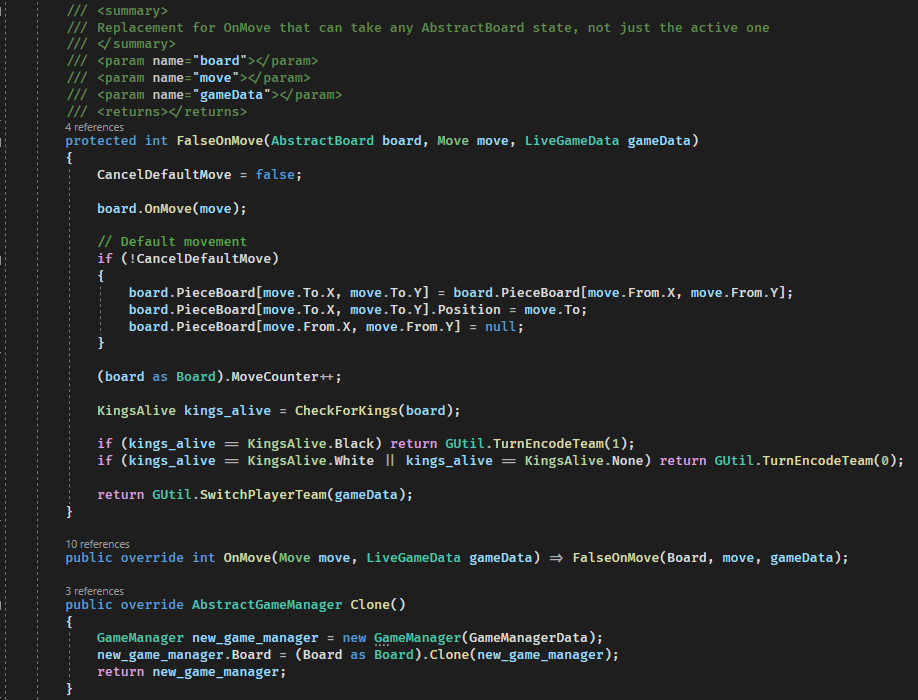 /// <summary>
/// Replacement for OnMove that can take any AbstractBoard state, not just the active one
/// </summary>
/// <param name="board"></param>
/// <param name="move"></param>
/// <param name="gameData"></param>
/// <returns></returns>
4 references
protected int FalseOnMove(AbstractBoard board, Move move, LiveGameData gameData)
{
CancelDefaultMove = false;
board.OnMove(move);
// Default movement
if (!CancelDefaultMove)
{
board.PieceBoard[move.To.X, move.To.Y] = board.PieceBoard[move.From.X, move.From.Y];
board.PieceBoard[move.To.X, move.To.Y].Position = move.To;
board.PieceBoard[move.From.X, move.From.Y] = null;
}
(board as Board).MoveCounter++;
KingsAlive kings_alive = CheckForKings(board);
if (kings_alive == KingsAlive.Black) return GUtil.TurnEncodeTeam(1);
if (kings_alive == KingsAlive.White || kings_alive == KingsAlive.None) return GUtil.TurnEncodeTeam(0);
return GUtil.SwitchPlayerTeam(gameData);
}
10 references
public override int OnMove(Move move, LiveGameData gameData) => FalseOnMove(Board, move, gameData);
3 references
public override AbstractGameManager Clone()
{
GameManager new_game_manager = new GameManager(GameManagerData);
new_game_manager.Board = (Board as Board).Clone(new_game_manager);
return new_game_manager;
}